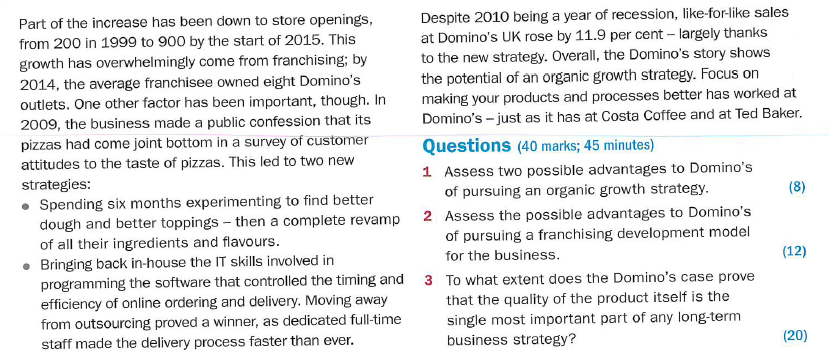 Part of the increase has been down to store openings,
from 200 in 1999 to 900 by the start of 2015. This
growth has overwhelmingly come from franchising; by
2014, the average franchisee owned eight Domino's
outlets. One other factor has been important, though. In
2009, the business made a public confession that its
pizzas had come joint bottom in a survey of customer
attitudes to the taste of pizzas. This led to two new
strategies:
● Spending six months experimenting to find better
dough and better toppings – then a complete revamp
of all their ingredients and flavours.
● Bringing back in-house the IT skills involved in
programming the software that controlled the timing and
efficiency of online ordering and delivery. Moving away
from outsourcing proved a winner, as dedicated full-time
staff made the delivery process faster than ever.
Despite 2010 being a year of recession, like-for-like sales
at Domino's UK rose by 11.9 per cent – largely thanks
to the new strategy. Overall, the Domino's story shows
the potential of an organic growth strategy. Focus on
making your products and processes better has worked at
Domino's – just as it has at Costa Coffee and at Ted Baker.
Questions (40 marks; 45 minutes)
1 Assess two possible advantages to Domino's
of pursuing an organic growth strategy. (8)
2 Assess the possible advantages to Domino's
of pursuing a franchising development model
for the business. (12)
3 To what extent does the Domino's case prove
that the quality of the product itself is the
single most important part of any long-term
business strategy? (20)